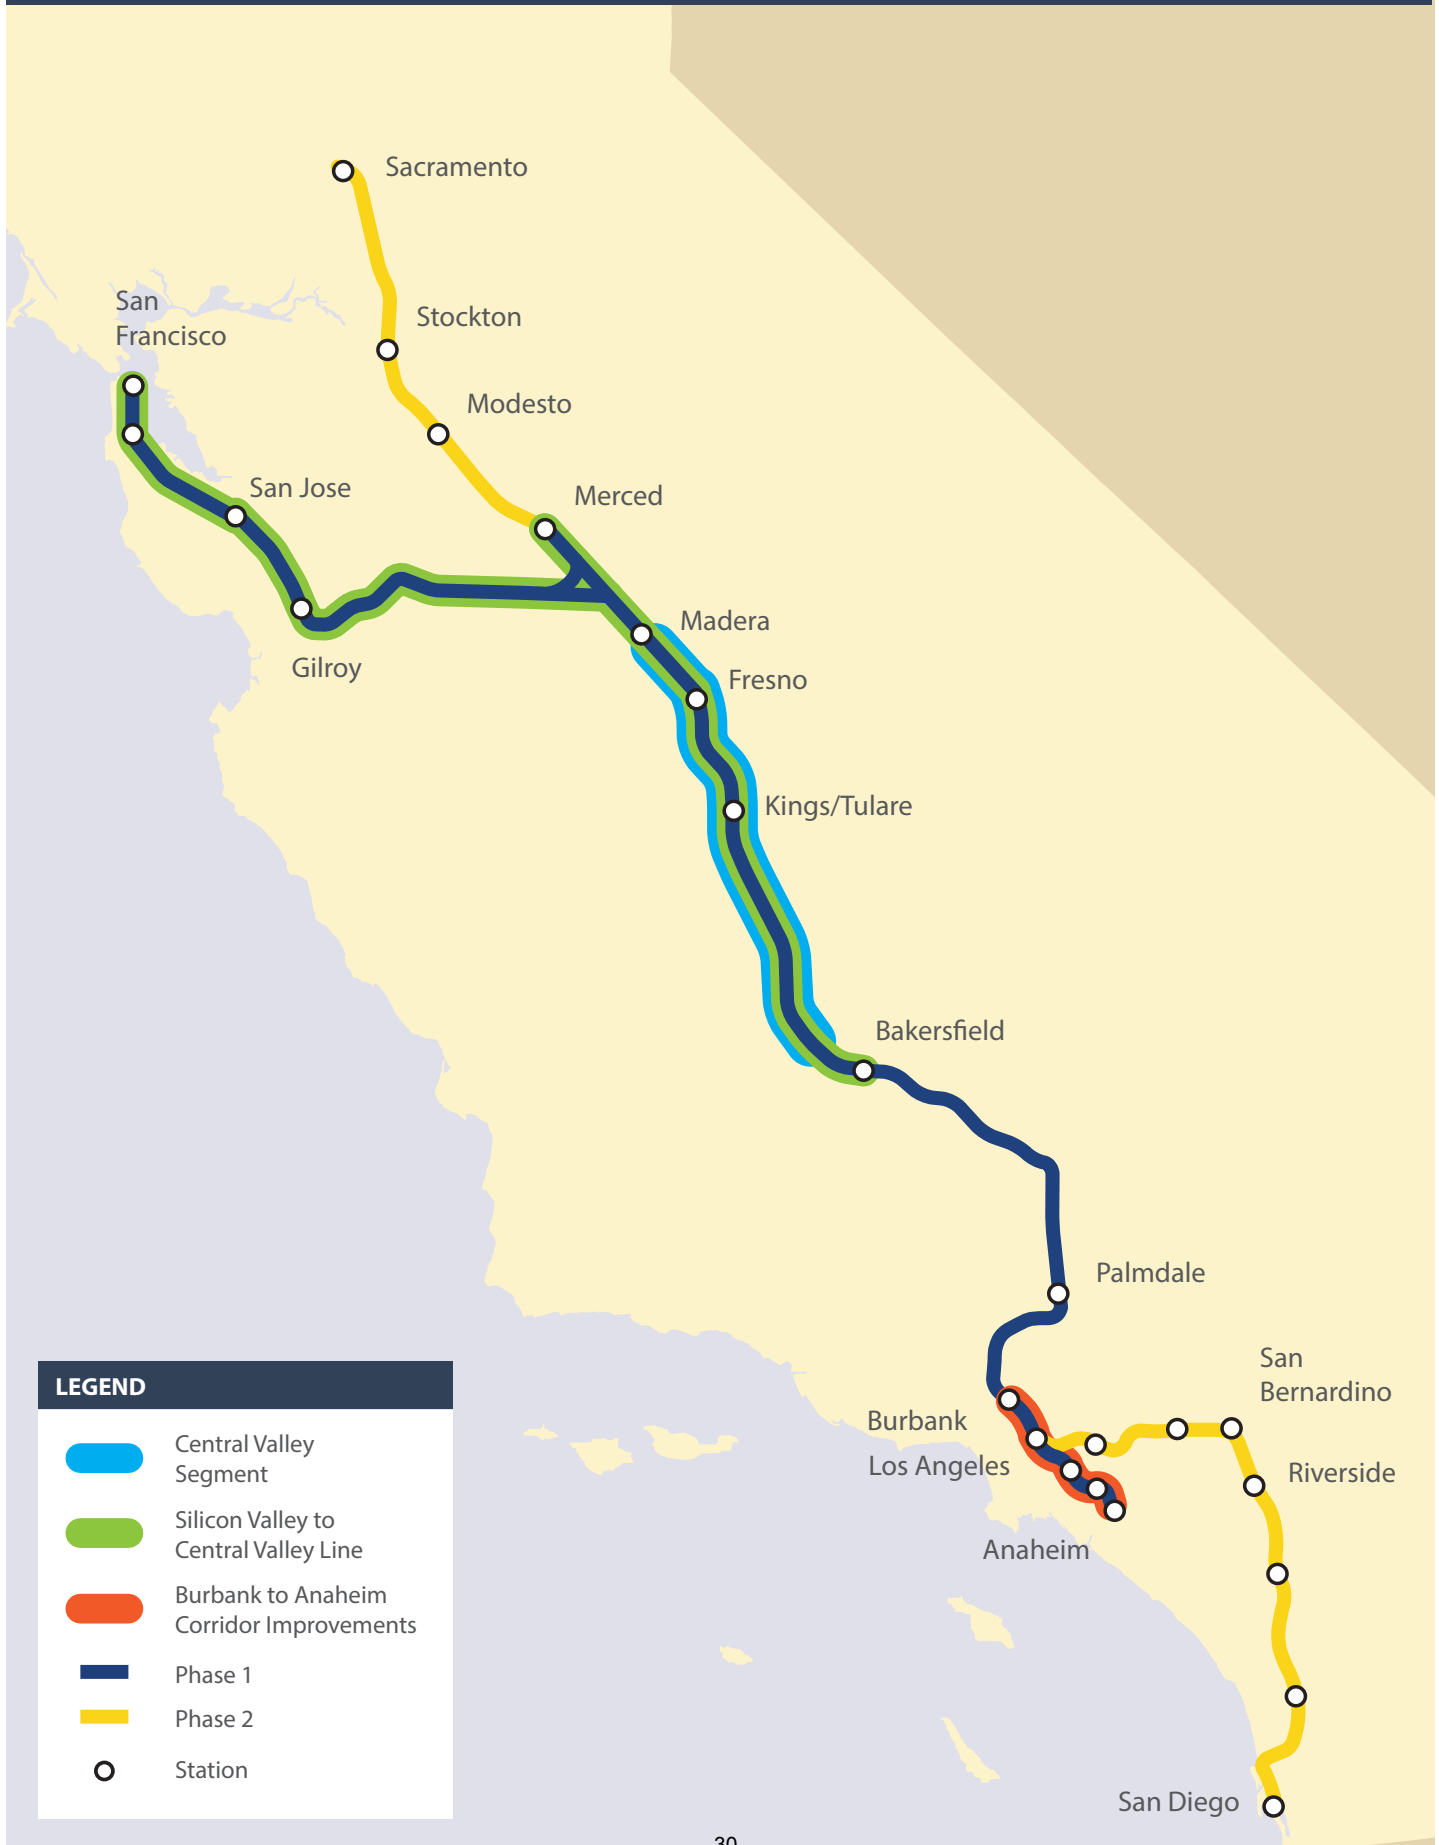 Sacramento
San
Francisco
Stockton
Modesto
San Jose
Merced
Madera
Gilroy
Fresno
Kings/Tulare
Bakersfield
Palmdale
San
Bernardino
Burbank
Los Angeles
Riverside
Anaheim
San Diego
LEGEND
Central Valley
Segment
Silicon Valley to
Central Valley Line
Burbank to Anaheim
Corridor Improvements
Phase 1
Phase 2
Station
30